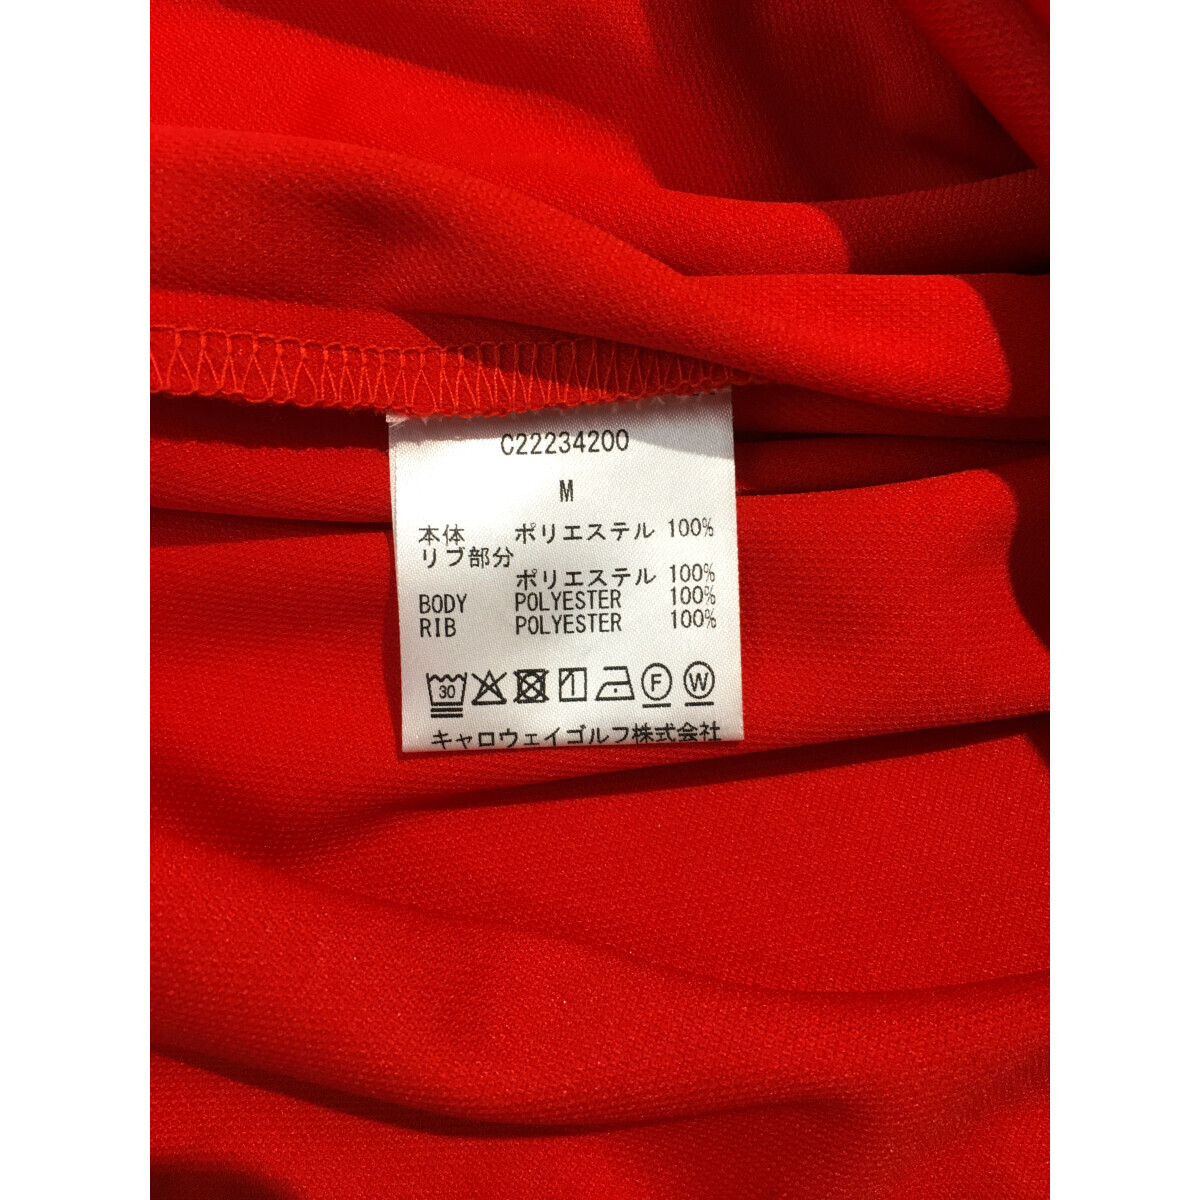 C22234200
M
本体 ポリエステル 100%
リブ部分
ポリエステル 100%
BODY POLYESTER 100%
RIB POLYESTER 100%
30 F W
キャロウェイゴルフ株式会社